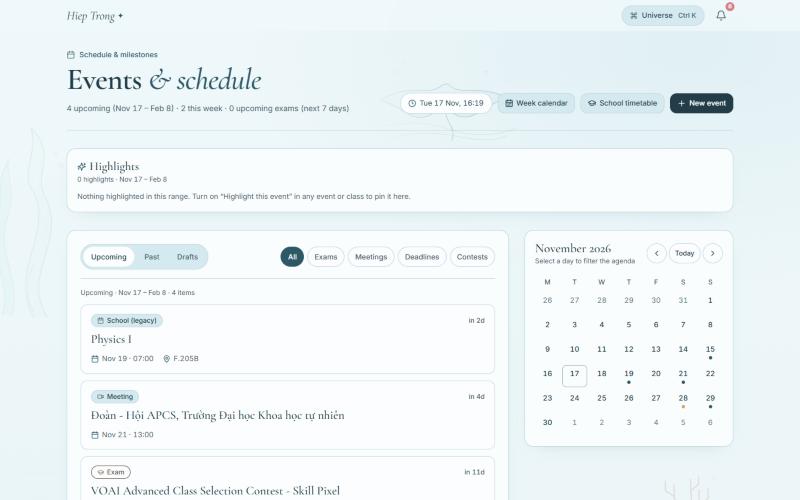 Hiep Trong ✦
⌘ Universe Ctrl K
8
Schedule & milestones
Events & schedule
4 upcoming (Nov 17 – Feb 8) · 2 this week · 0 upcoming exams (next 7 days)
Tue 17 Nov, 16:19
Week calendar
School timetable
+ New event
Highlights
0 highlights · Nov 17 – Feb 8
Nothing highlighted in this range. Turn on “Highlight this event” in any event or class to pin it here.
Upcoming Past Drafts
All Exams Meetings Deadlines Contests
Upcoming · Nov 17 – Feb 8 · 4 items
School (legacy) in 2d
Physics I
Nov 19 · 07:00 F.205B
Meeting in 4d
Đoàn - Hội APCS, Trường Đại học Khoa học tự nhiên
Nov 21 · 13:00
Exam in 11d
VOAI Advanced Class Selection Contest - Skill Pixel
November 2026
Select a day to filter the agenda
Today
M T W T F S S
26 27 28 29 30 31 1
2 3 4 5 6 7 8
9 10 11 12 13 14 15
16 17 18 19 20 21 22
23 24 25 26 27 28 29
30 1 2 3 4 5 6